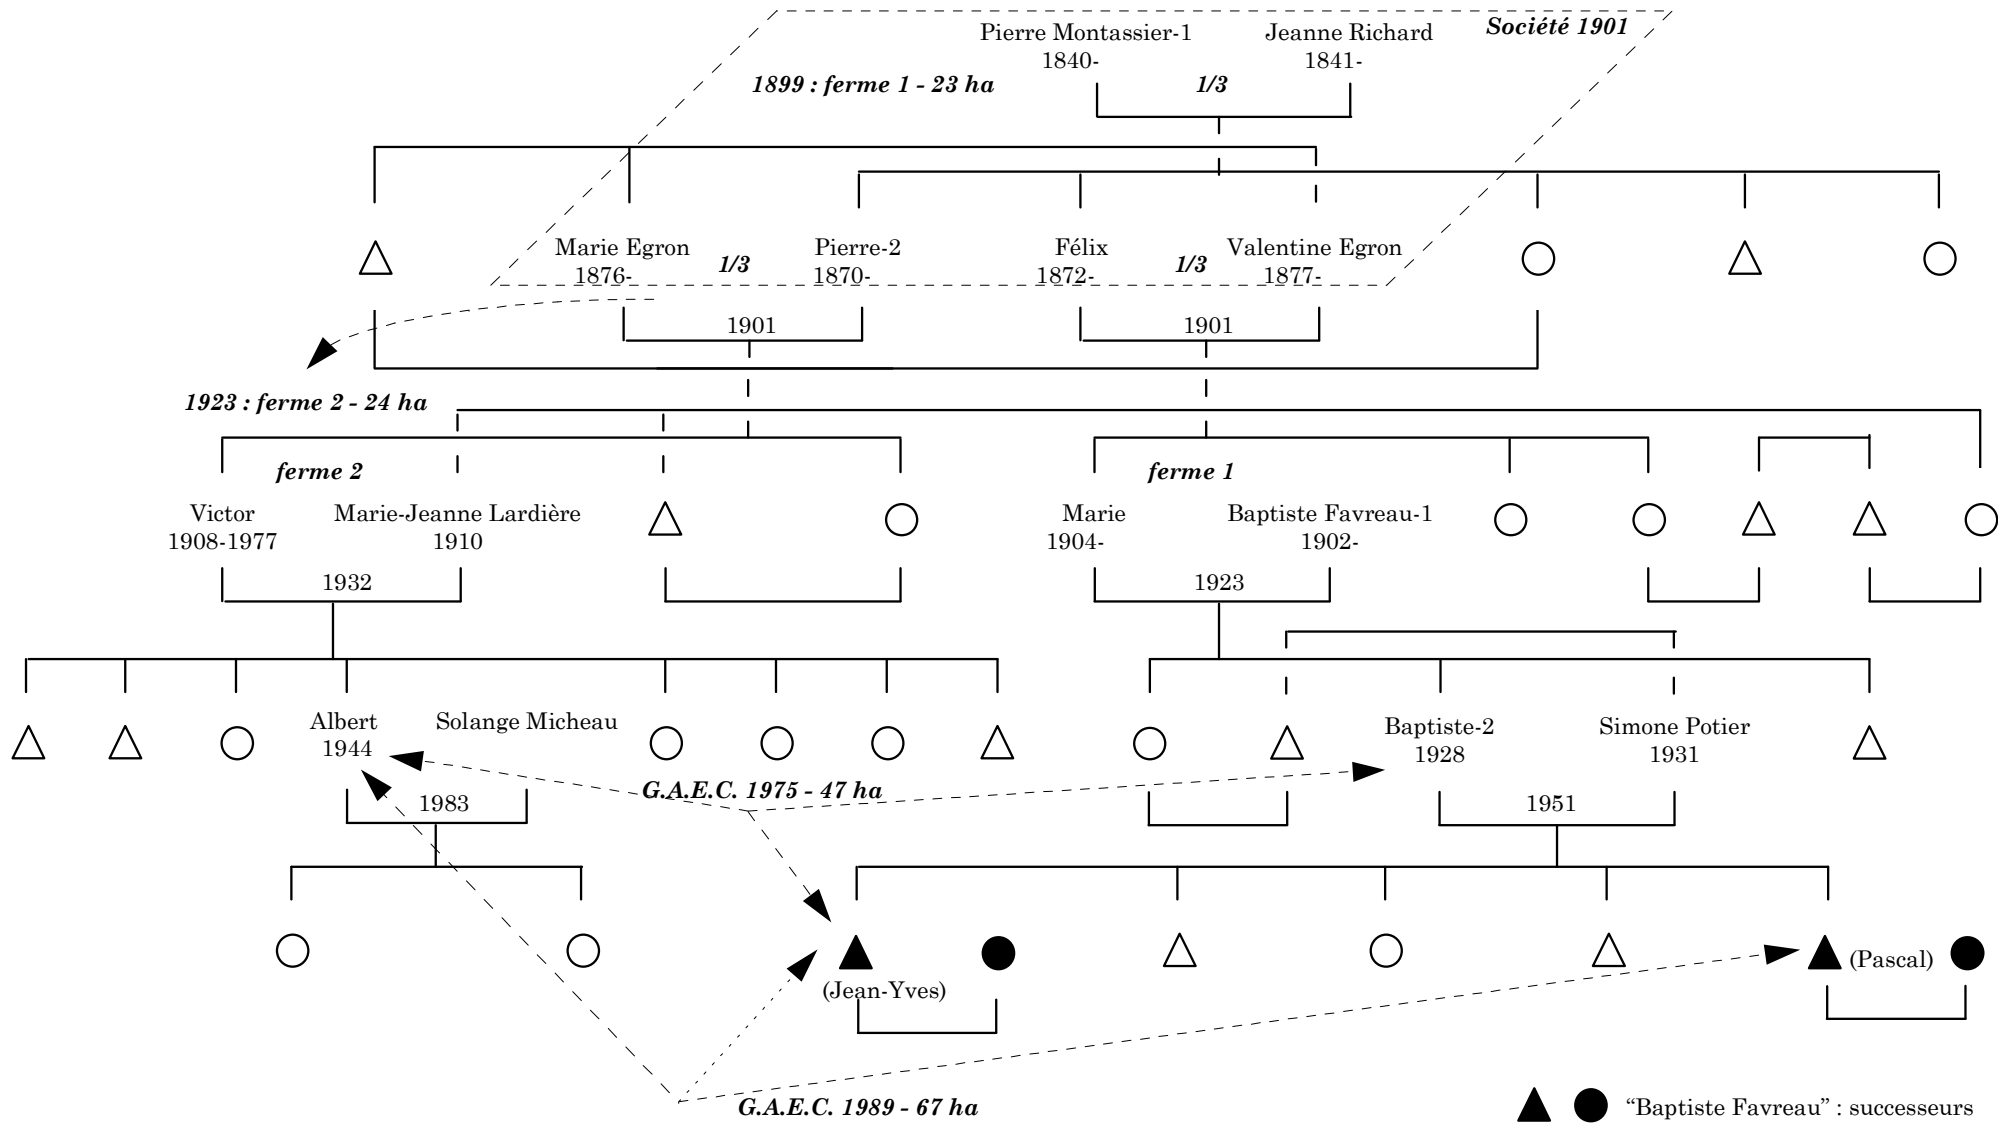 Pierre Montassier-1
1840-
Jeanne Richard
1841-
Société 1901
1899 : ferme 1 - 23 ha
1/3
Marie Egron
1876-
1/3
Pierre-2
1870-
Félix
1872-
1/3
Valentine Egron
1877-
1901
1901
1923 : ferme 2 - 24 ha
ferme 2
ferme 1
Victor
1908-1977
Marie-Jeanne Lardière
1910
Marie
1904-
Baptiste Favreau-1
1902-
1932
1923
Albert
1944
Solange Micheau
Baptiste-2
1928
Simone Potier
1931
G.A.E.C. 1975 - 47 ha
1983
1951
(Jean-Yves)
(Pascal)
G.A.E.C. 1989 - 67 ha
“Baptiste Favreau” : successeurs